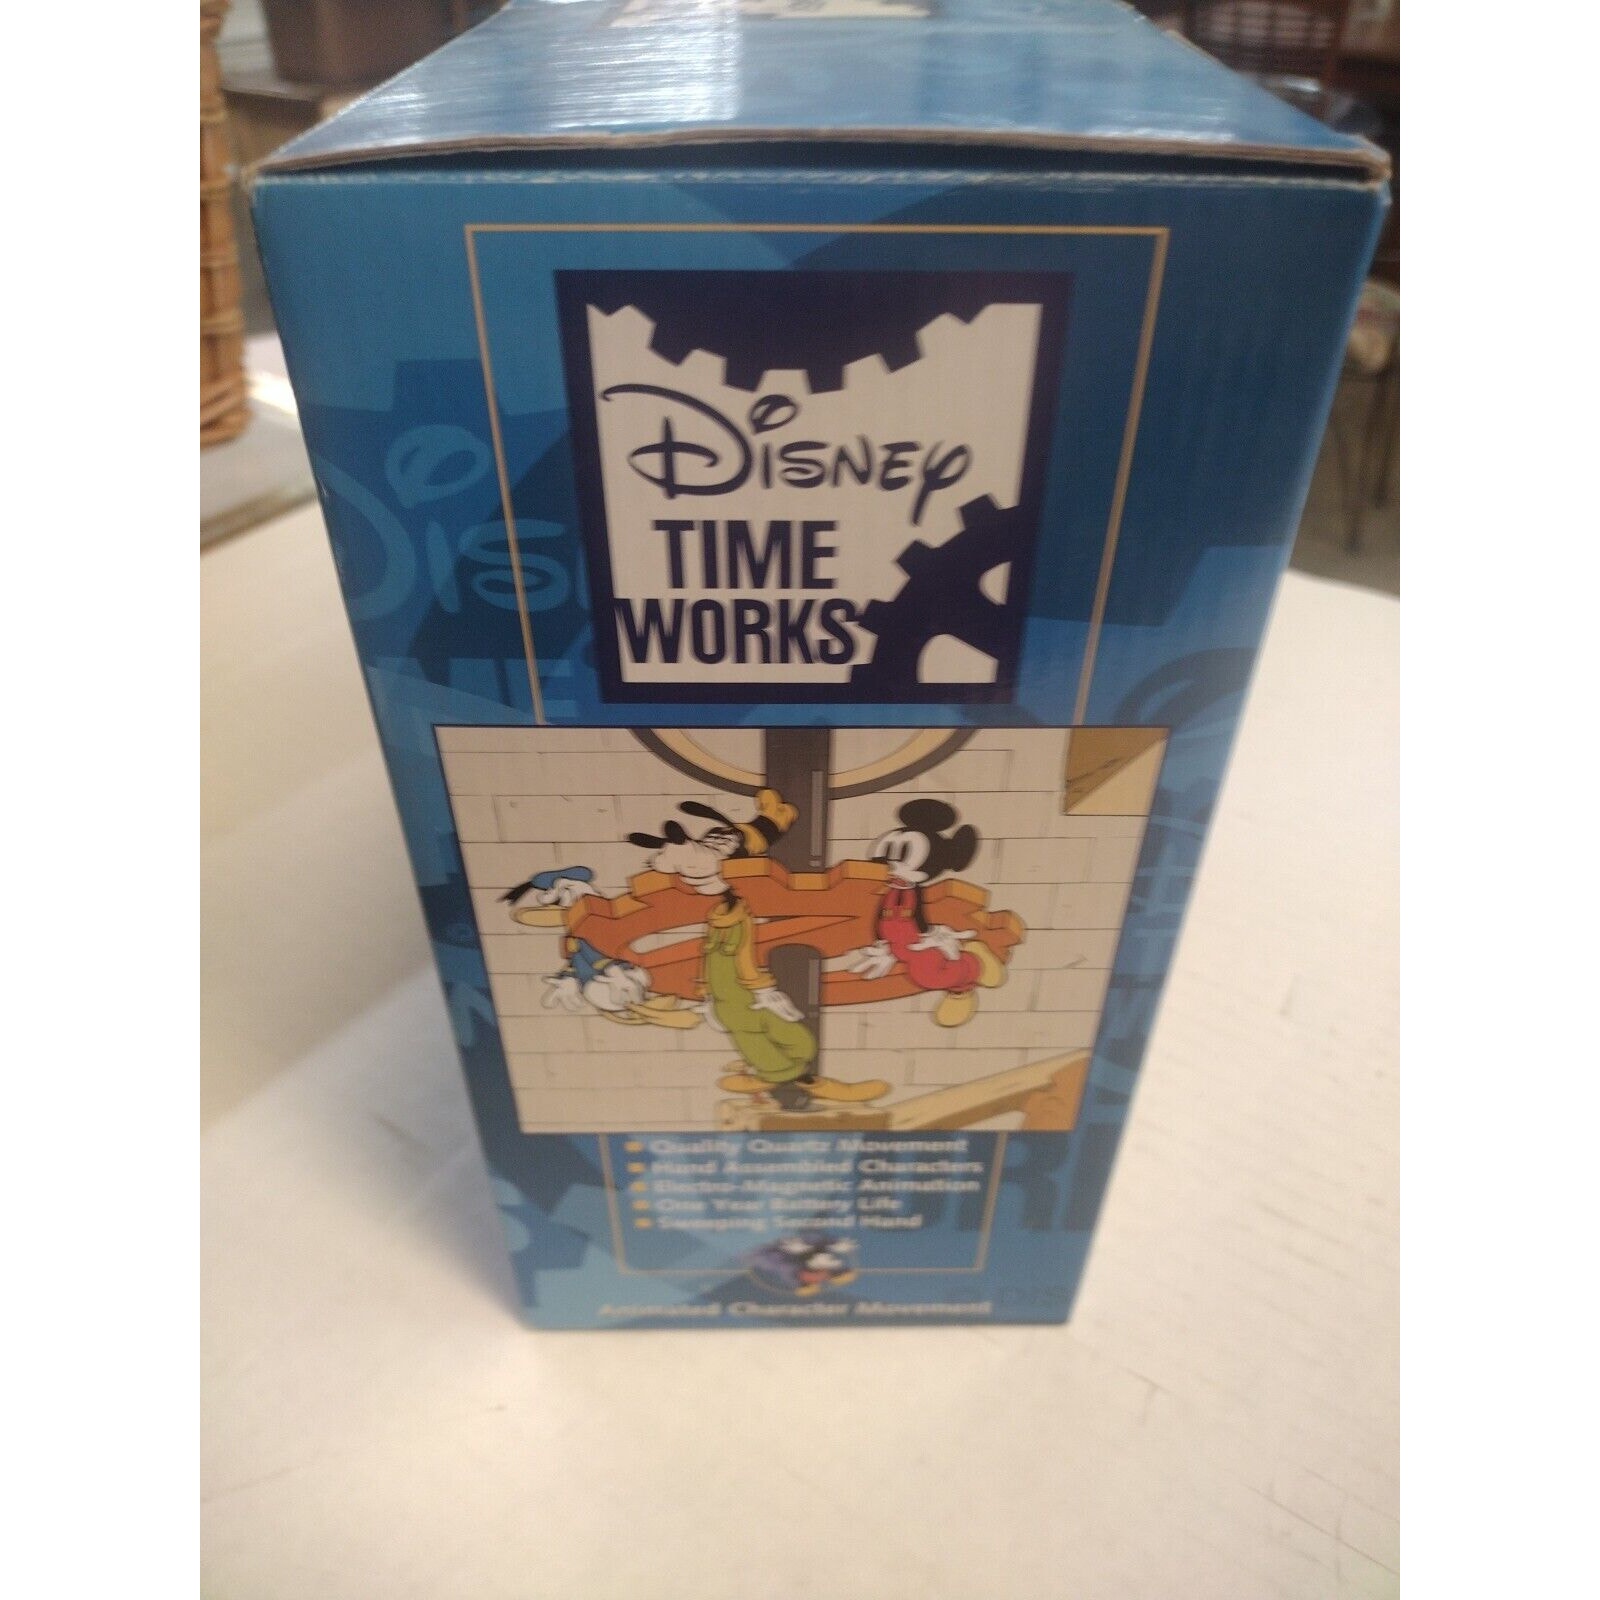 Disney
TIME
WORKS
Quality Quartz Movement
Hand Assembled Characters
Electro-Magnetic Animation
One Year Battery Life
Sweeping Second Hand
Animated Character Movement